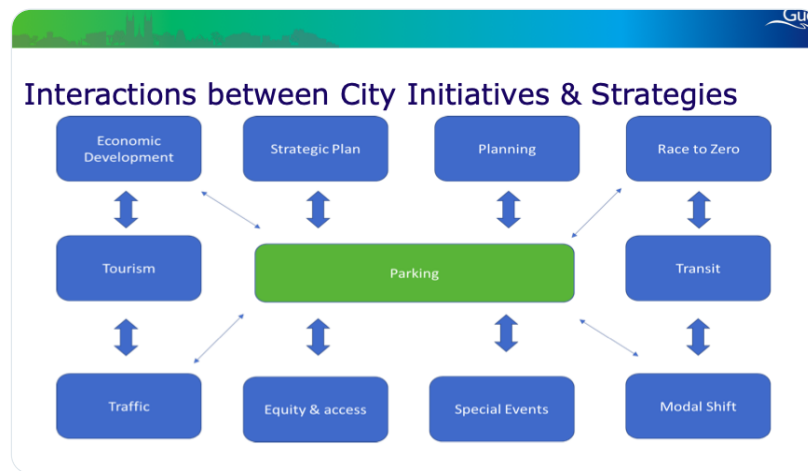 Interactions between City Initiatives & Strategies
Economic
Development
Strategic Plan
Planning
Race to Zero
Tourism
Parking
Transit
Traffic
Equity & access
Special Events
Modal Shift